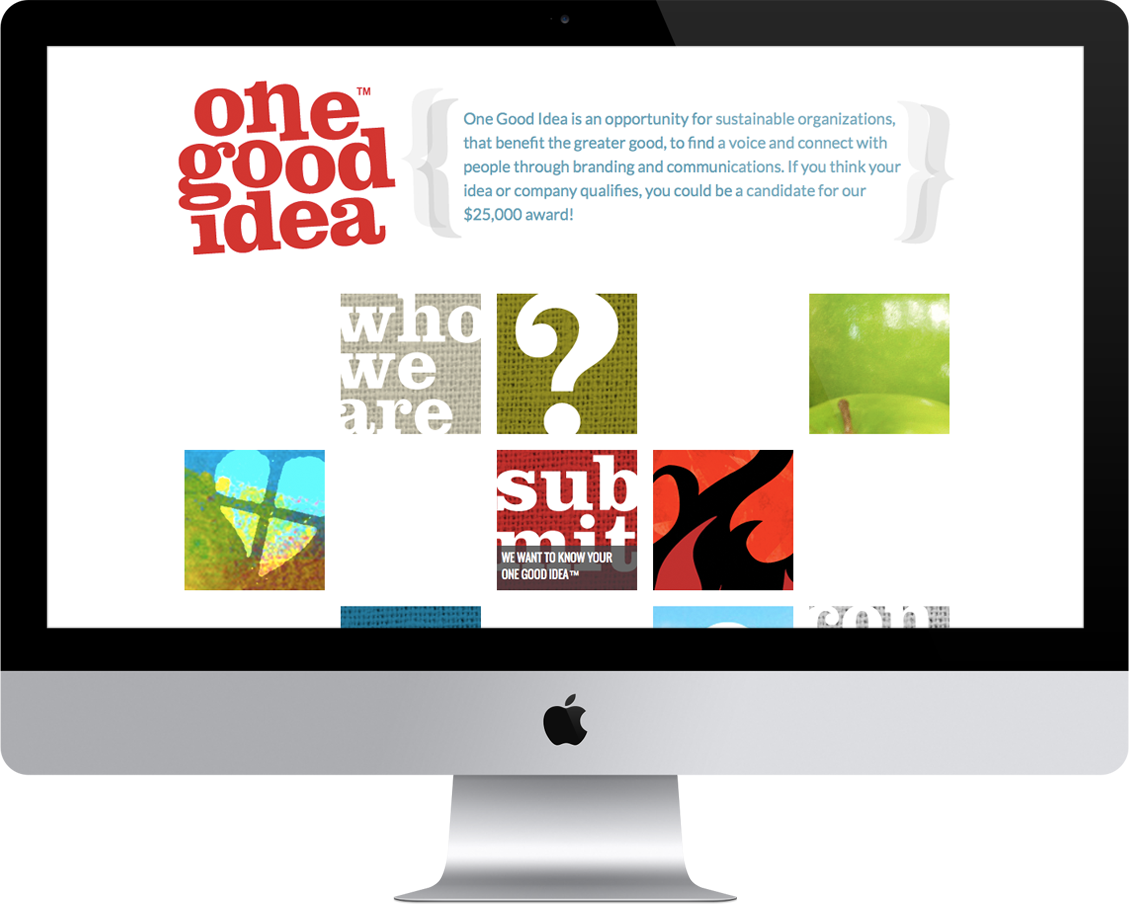 one™
good
idea
One Good Idea is an opportunity for sustainable organizations,
that benefit the greater good, to find a voice and connect with
people through branding and communications. If you think your
idea or company qualifies, you could be a candidate for our
$25,000 award!
who
we
are
?
sub
mit
WE WANT TO KNOW YOUR
ONE GOOD IDEA™